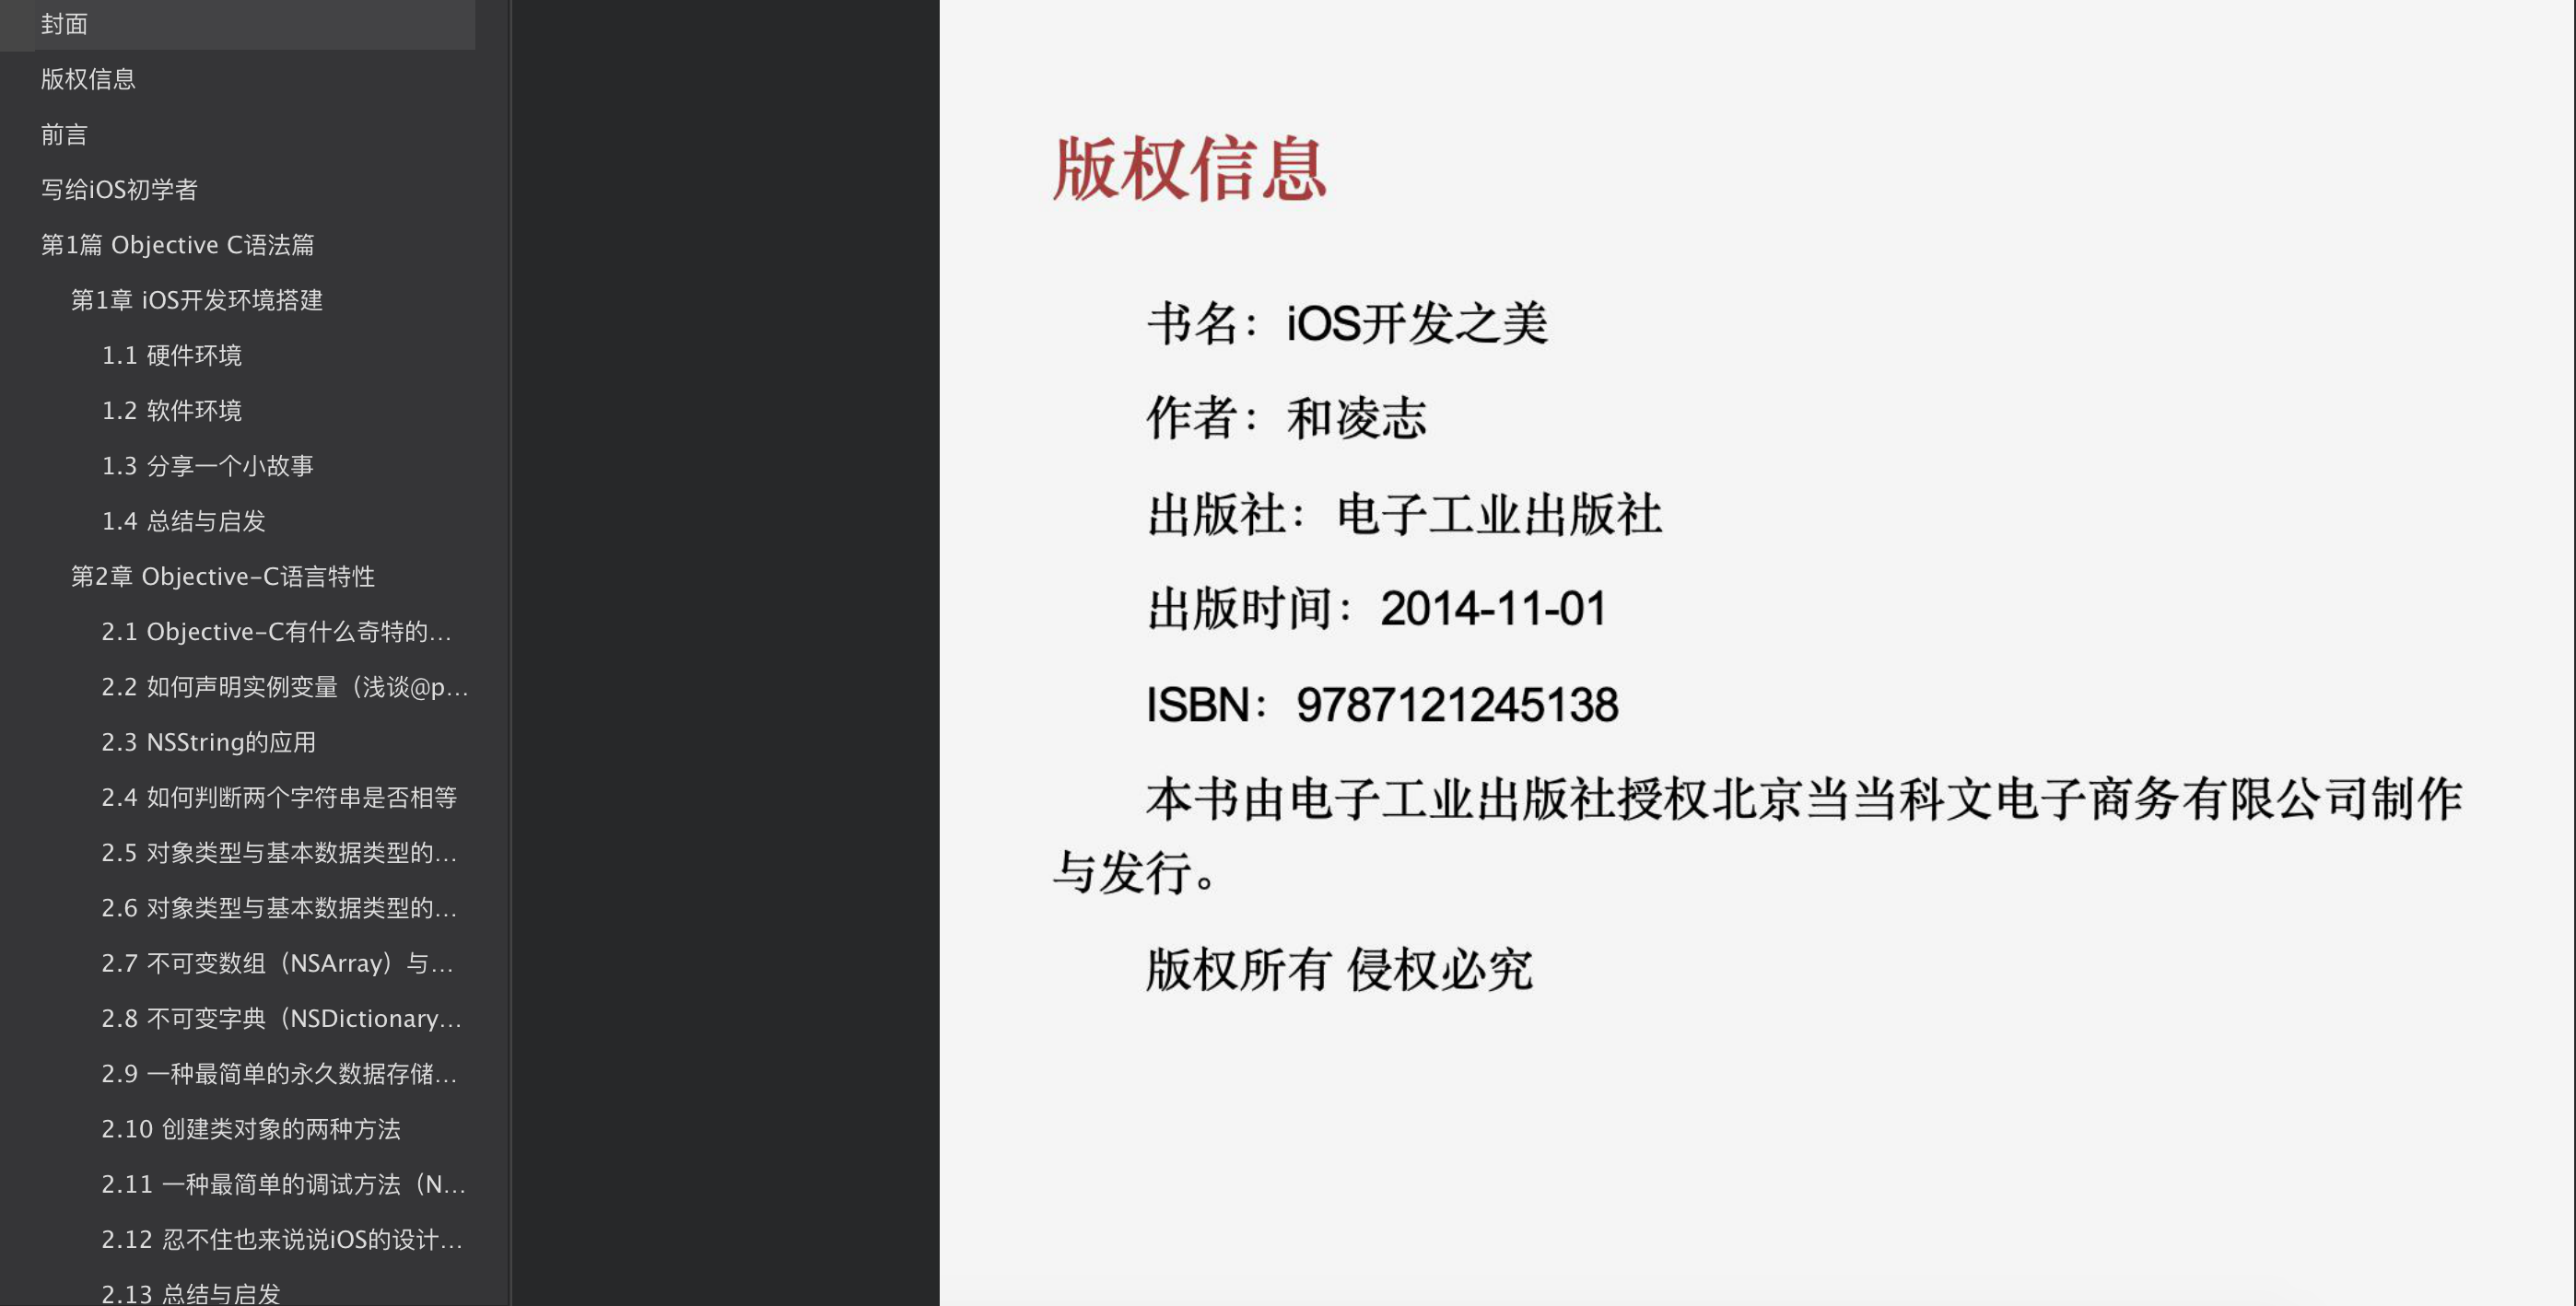 封面
版权信息
前言
写给iOS初学者
第1篇 Objective C语法篇
第1章 iOS开发环境搭建
1.1 硬件环境
1.2 软件环境
1.3 分享一个小故事
1.4 总结与启发
第2章 Objective-C语言特性
2.1 Objective-C有什么奇特的...
2.2 如何声明实例变量（浅谈@p...
2.3 NSString的应用
2.4 如何判断两个字符串是否相等
2.5 对象类型与基本数据类型的...
2.6 对象类型与基本数据类型的...
2.7 不可变数组（NSArray）与...
2.8 不可变字典（NSDictionary...
2.9 一种最简单的永久数据存储...
2.10 创建类对象的两种方法
2.11 一种最简单的调试方法（N...
2.12 忍不住也来说说iOS的设计...
2.13 总结与启发
版权信息
书名：iOS开发之美
作者：和凌志
出版社：电子工业出版社
出版时间：2014-11-01
ISBN：9787121245138
本书由电子工业出版社授权北京当当科文电子商务有限公司制作
与发行。
版权所有 侵权必究